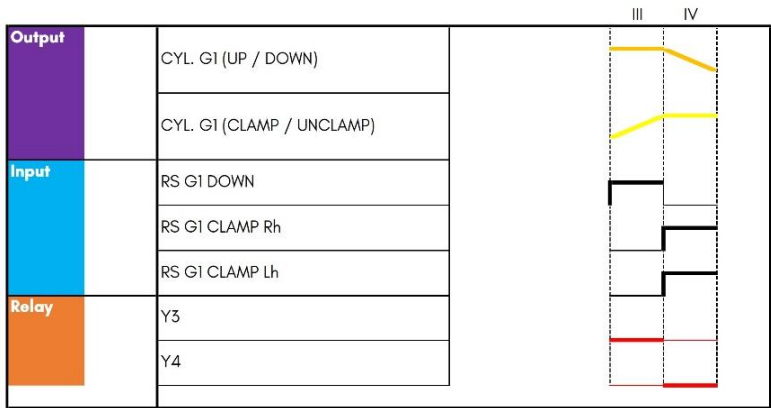 III IV
Output
CYL. G1 (UP / DOWN)
CYL. G1 (CLAMP / UNCLAMP)
Input
RS G1 DOWN
RS G1 CLAMP Rh
RS G1 CLAMP Lh
Relay
Y3
Y4